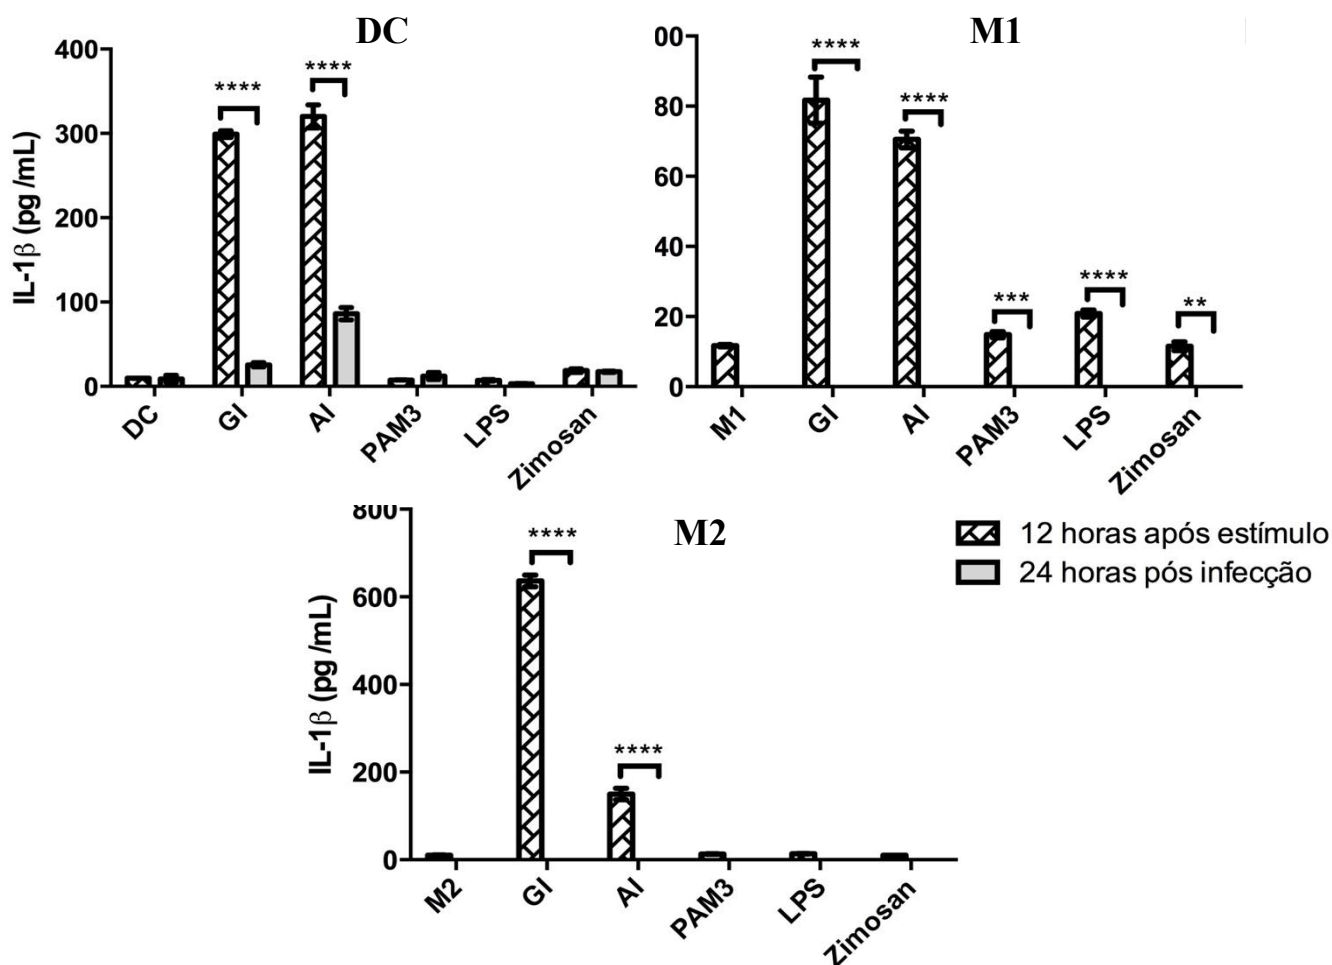 DC
****
****
400
300
200
100
0
IL-1β (pg /mL)
DC
GI
AI
PAM3
LPS
Zimosan
M1
****
****
***
****
**
00
80
60
40
20
0
M1
GI
AI
PAM3
LPS
Zimosan
M2
****
****
800
600
400
200
0
IL-1β (pg /mL)
M2
GI
AI
PAM3
LPS
Zimosan
12 horas após estímulo
24 horas pós infecção